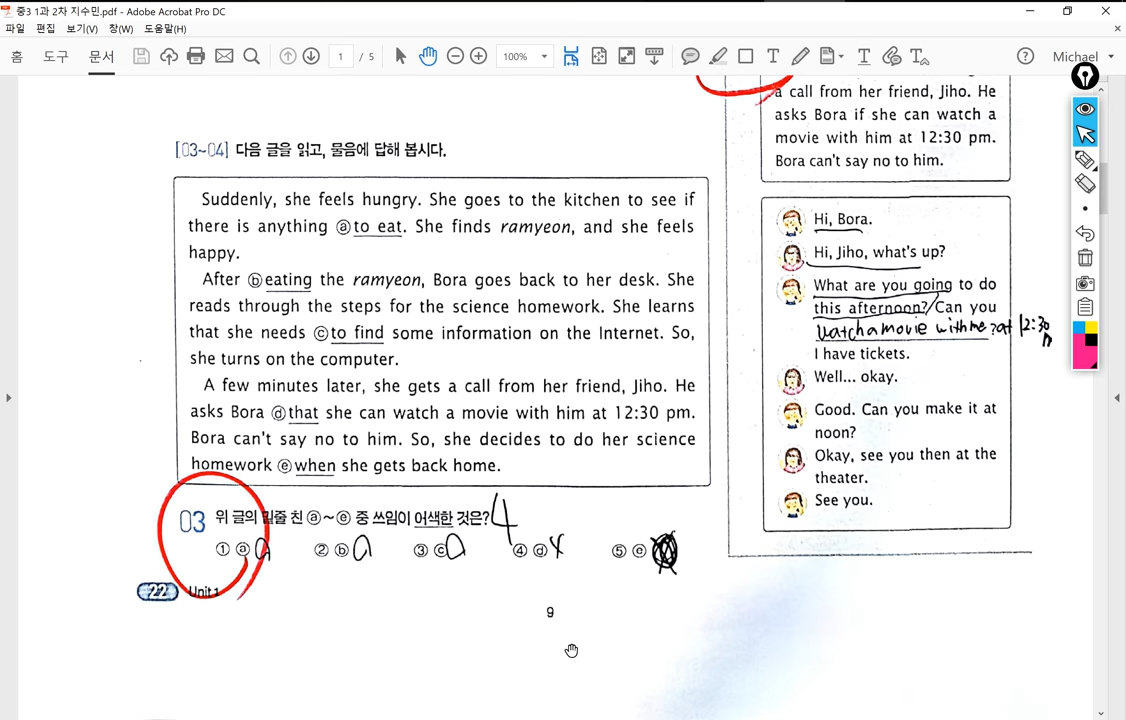 중3 1과 2차 지수민.pdf - Adobe Acrobat Pro DC
파일 편집 보기(V) 창(W) 도움말(H)
홈 도구 문서 1 / 5 100% Michael
a call from her friend, Jiho. He
asks Bora if she can watch a
movie with him at 12:30 pm.
Bora can't say no to him.
[03~04] 다음 글을 읽고, 물음에 답해 봅시다.
Suddenly, she feels hungry. She goes to the kitchen to see if
there is anything ⓐto eat. She finds ramyeon, and she feels
happy.
After ⓑeating the ramyeon, Bora goes back to her desk. She
reads through the steps for the science homework. She learns
that she needs ⓒto find some information on the Internet. So,
she turns on the computer.
A few minutes later, she gets a call from her friend, Jiho. He
asks Bora ⓓthat she can watch a movie with him at 12:30 pm.
Bora can't say no to him. So, she decides to do her science
homework ⓔwhen she gets back home.
Hi, Bora.
Hi, Jiho, what's up?
What are you going to do
this afternoon?/Can you
watch a movie with me? at 12:30
I have tickets.
Well... okay.
Good. Can you make it at
noon?
Okay, see you then at the
theater.
See you.
03 위 글의 밑줄 친 ⓐ~ⓔ 중 쓰임이 어색한 것은? 4
① ⓐ ② ⓑ ③ ⓒ ④ ⓓ x ⑤ ⓔ
22 Unit 1
9